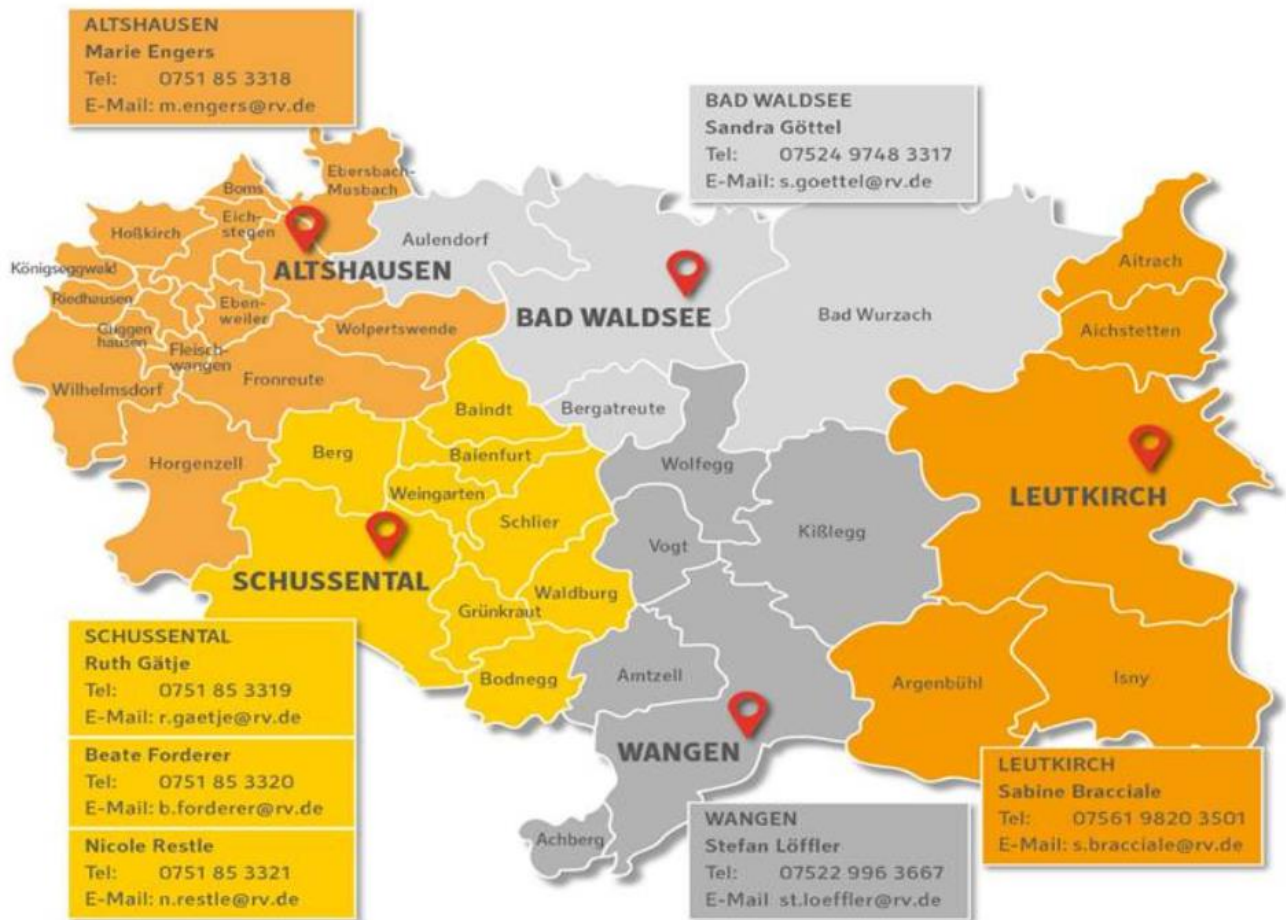 ALTSHAUSEN
Marie Engers
Tel: 0751 85 3318
E-Mail: m.engers@rv.de
BAD WALDSEE
Sandra Göttel
Tel: 07524 9748 3317
E-Mail: s.goettel@rv.de
Ebersbach-
Musbach
Boms
Eich-
stegen
Hoßkirch
Aulendorf
ALTSHAUSEN
Königseggwald
Riedhausen
Eben-
weiler
Guggen
hausen
Fleisch-
wangen
Wolpertswende
BAD WALDSEE
Bad Wurzach
Aitrach
Aichstetten
Wilhelmsdorf
Fronreute
Baindt
Bergatreute
Horgenzell
Berg
Baienfurt
Wolfegg
Weingarten
LEUTKIRCH
Schlier
Kißlegg
Vogt
SCHUSSENTAL
Waldburg
Grünkraut
Bodnegg
Amtzell
Argenbühl
Isny
WANGEN
Achberg
SCHUSSENTAL
Ruth Gätje
Tel: 0751 85 3319
E-Mail: r.gaetje@rv.de
Beate Forderer
Tel: 0751 85 3320
E-Mail: b.forderer@rv.de
Nicole Restle
Tel: 0751 85 3321
E-Mail: n.restle@rv.de
WANGEN
Stefan Löffler
Tel: 07522 996 3667
E-Mail st.loeffler@rv.de
LEUTKIRCH
Sabine Bracciale
Tel: 07561 9820 3501
E-Mail: s.bracciale@rv.de